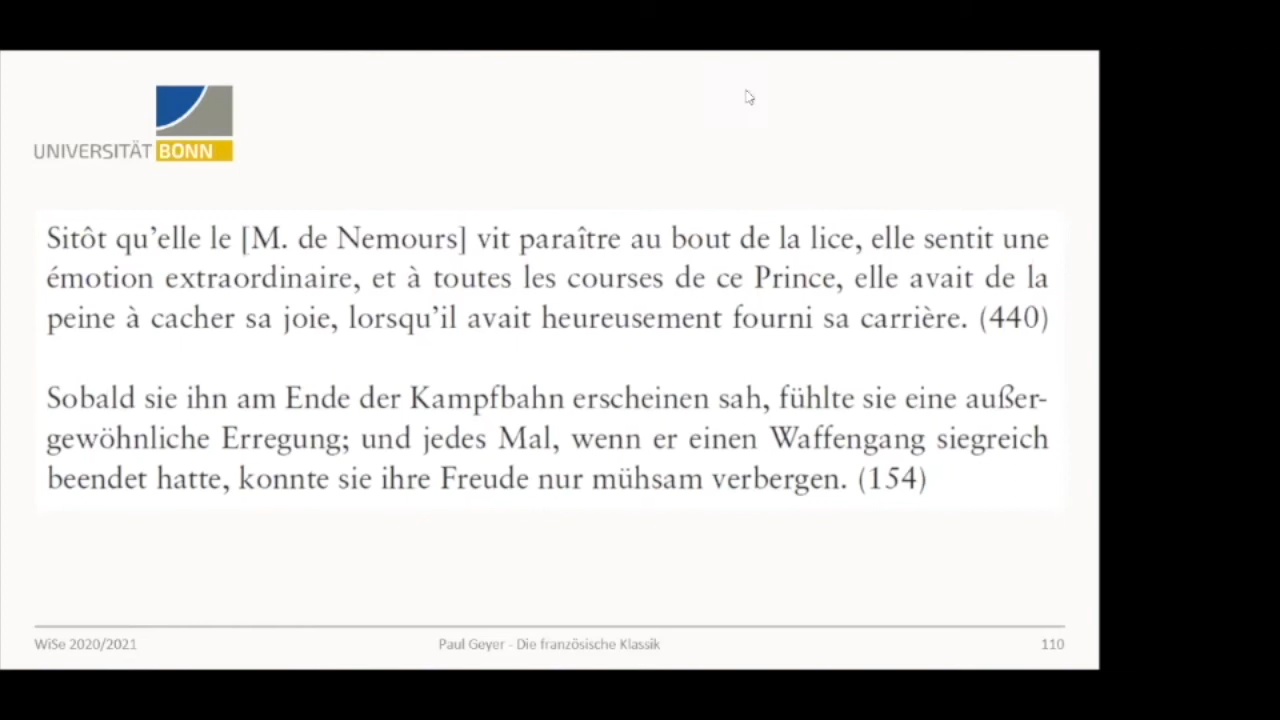 UNIVERSITÄT BONN
Sitôt qu’elle le [M. de Nemours] vit paraître au bout de la lice, elle sentit une
émotion extraordinaire, et à toutes les courses de ce Prince, elle avait de la
peine à cacher sa joie, lorsqu’il avait heureusement fourni sa carrière. (440)
Sobald sie ihn am Ende der Kampfbahn erscheinen sah, fühlte sie eine außer-
gewöhnliche Erregung; und jedes Mal, wenn er einen Waffengang siegreich
beendet hatte, konnte sie ihre Freude nur mühsam verbergen. (154)
WiSe 2020/2021 Paul Geyer - Die französische Klassik 110